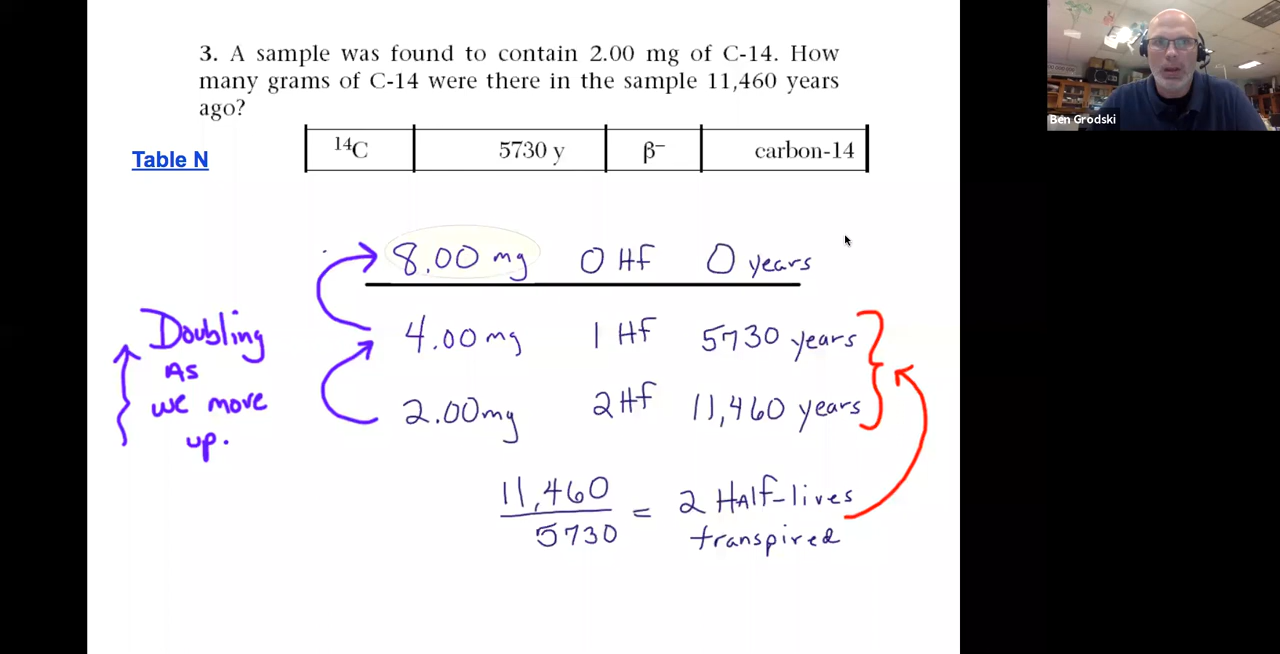 3. A sample was found to contain 2.00 mg of C-14. How
many grams of C-14 were there in the sample 11,460 years
ago?
Table N
14C 5730 y β− carbon-14
8.00 mg 0 Hf 0 years
4.00 mg 1 Hf 5730 years
2.00mg 2 Hf 11,460 years
Doubling
As
we move
up.
11,460
5730
= 2 Half-lives
transpired
Ben Grodski